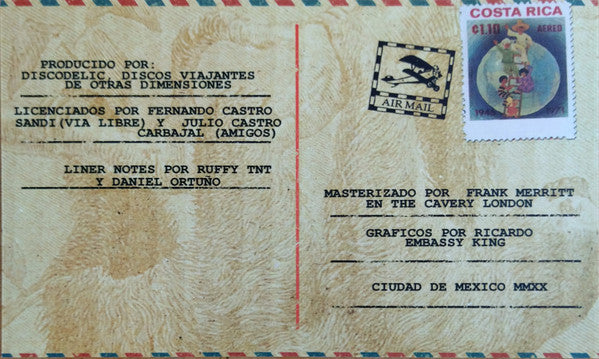 PRODUCIDO POR:
DISCODELIC, DISCOS VIAJANTES
DE OTRAS DIMENSIONES
LICENCIADOS POR FERNANDO CASTRO
SANDI(VIA LIBRE) Y JULIO CASTRO
CARBAJAL (AMIGOS)
LINER NOTES POR RUFFY TNT
Y DANIEL ORTUÑO
AIR MAIL
COSTA RICA
₡1.10 AEREO
MASTERIZADO POR FRANK MERRITT
EN THE CAVERY LONDON
GRAFICOS POR RICARDO
EMBASSY KING
CIUDAD DE MEXICO MMXX